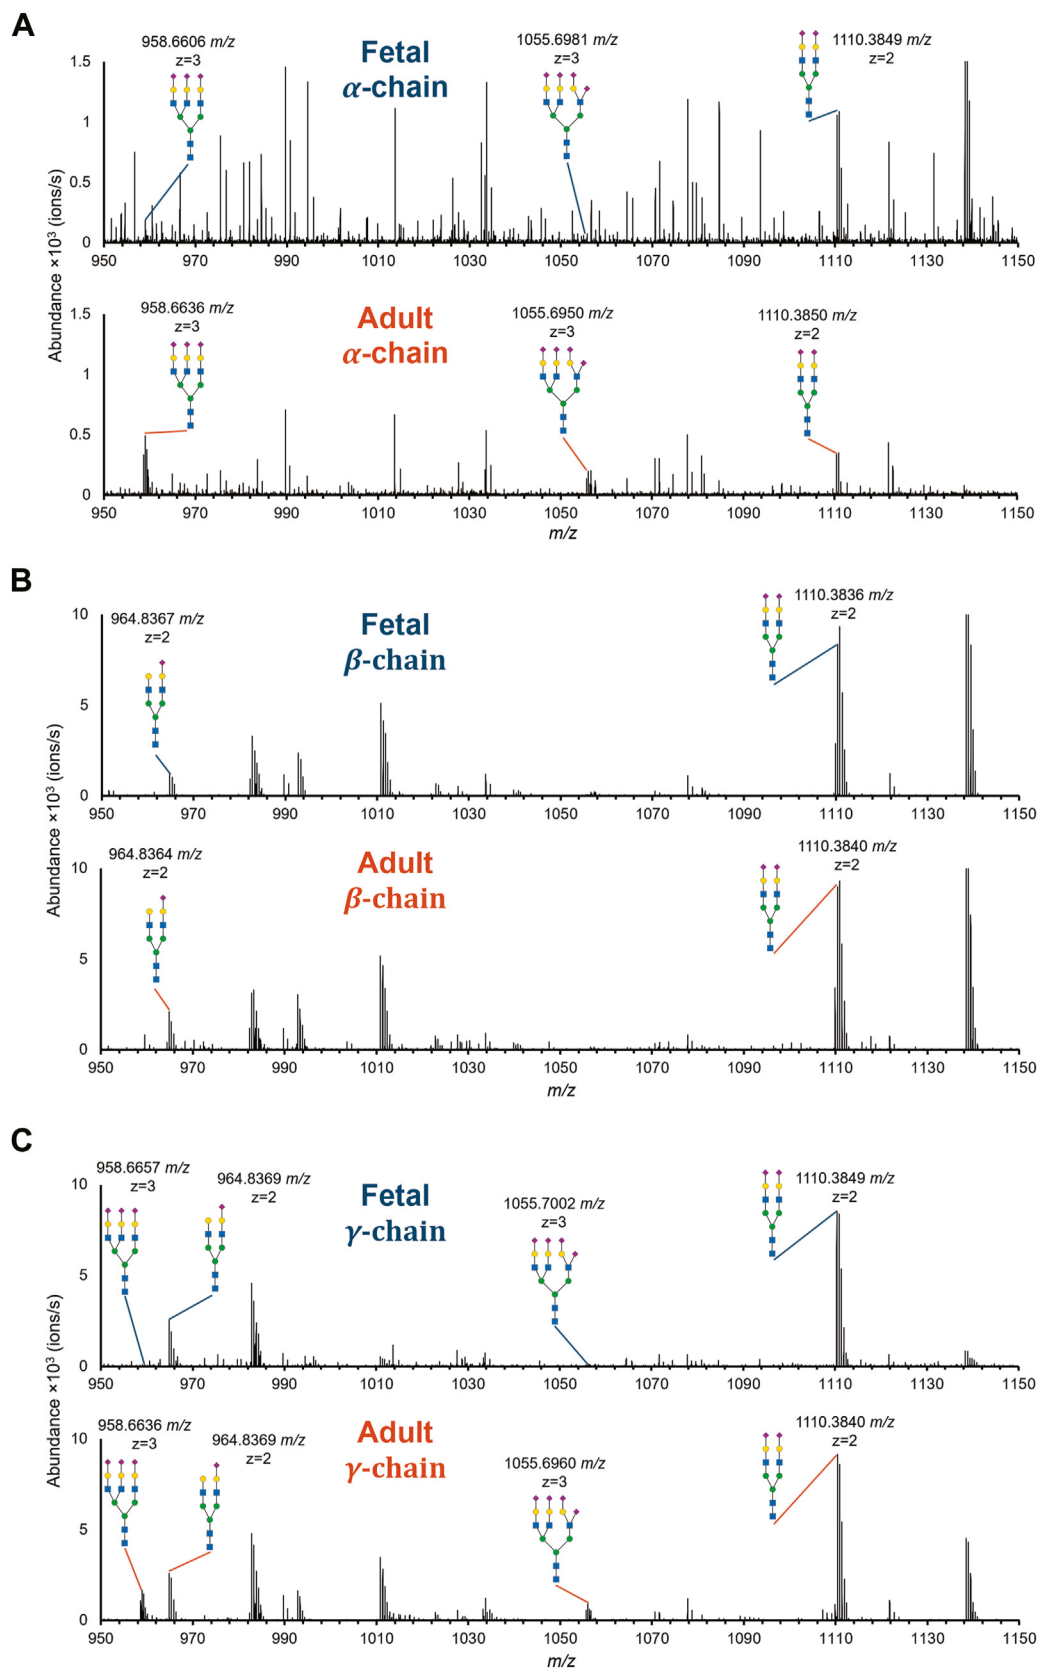 A
958.6606 m/z
z=3
Fetal
α-chain
1055.6981 m/z
z=3
1110.3849 m/z
z=2
1.5
1
0.5
0
950 970 990 1010 1030 1050 1070 1090 1110 1130 1150
Abundance ×10³ (ions/s)
958.6636 m/z
z=3
Adult
α-chain
1055.6950 m/z
z=3
1110.3850 m/z
z=2
1.5
1
0.5
0
950 970 990 1010 1030 1050 1070 1090 1110 1130 1150
m/z
B
964.8367 m/z
z=2
Fetal
β-chain
1110.3836 m/z
z=2
10
5
0
950 970 990 1010 1030 1050 1070 1090 1110 1130 1150
Abundance ×10³ (ions/s)
964.8364 m/z
z=2
Adult
β-chain
1110.3840 m/z
z=2
10
5
0
950 970 990 1010 1030 1050 1070 1090 1110 1130 1150
m/z
C
958.6657 m/z
z=3
964.8369 m/z
z=2
Fetal
γ-chain
1055.7002 m/z
z=3
1110.3849 m/z
z=2
10
5
0
950 970 990 1010 1030 1050 1070 1090 1110 1130 1150
Abundance ×10³ (ions/s)
958.6636 m/z
z=3
964.8369 m/z
z=2
Adult
γ-chain
1055.6960 m/z
z=3
1110.3840 m/z
z=2
10
5
0
950 970 990 1010 1030 1050 1070 1090 1110 1130 1150
m/z